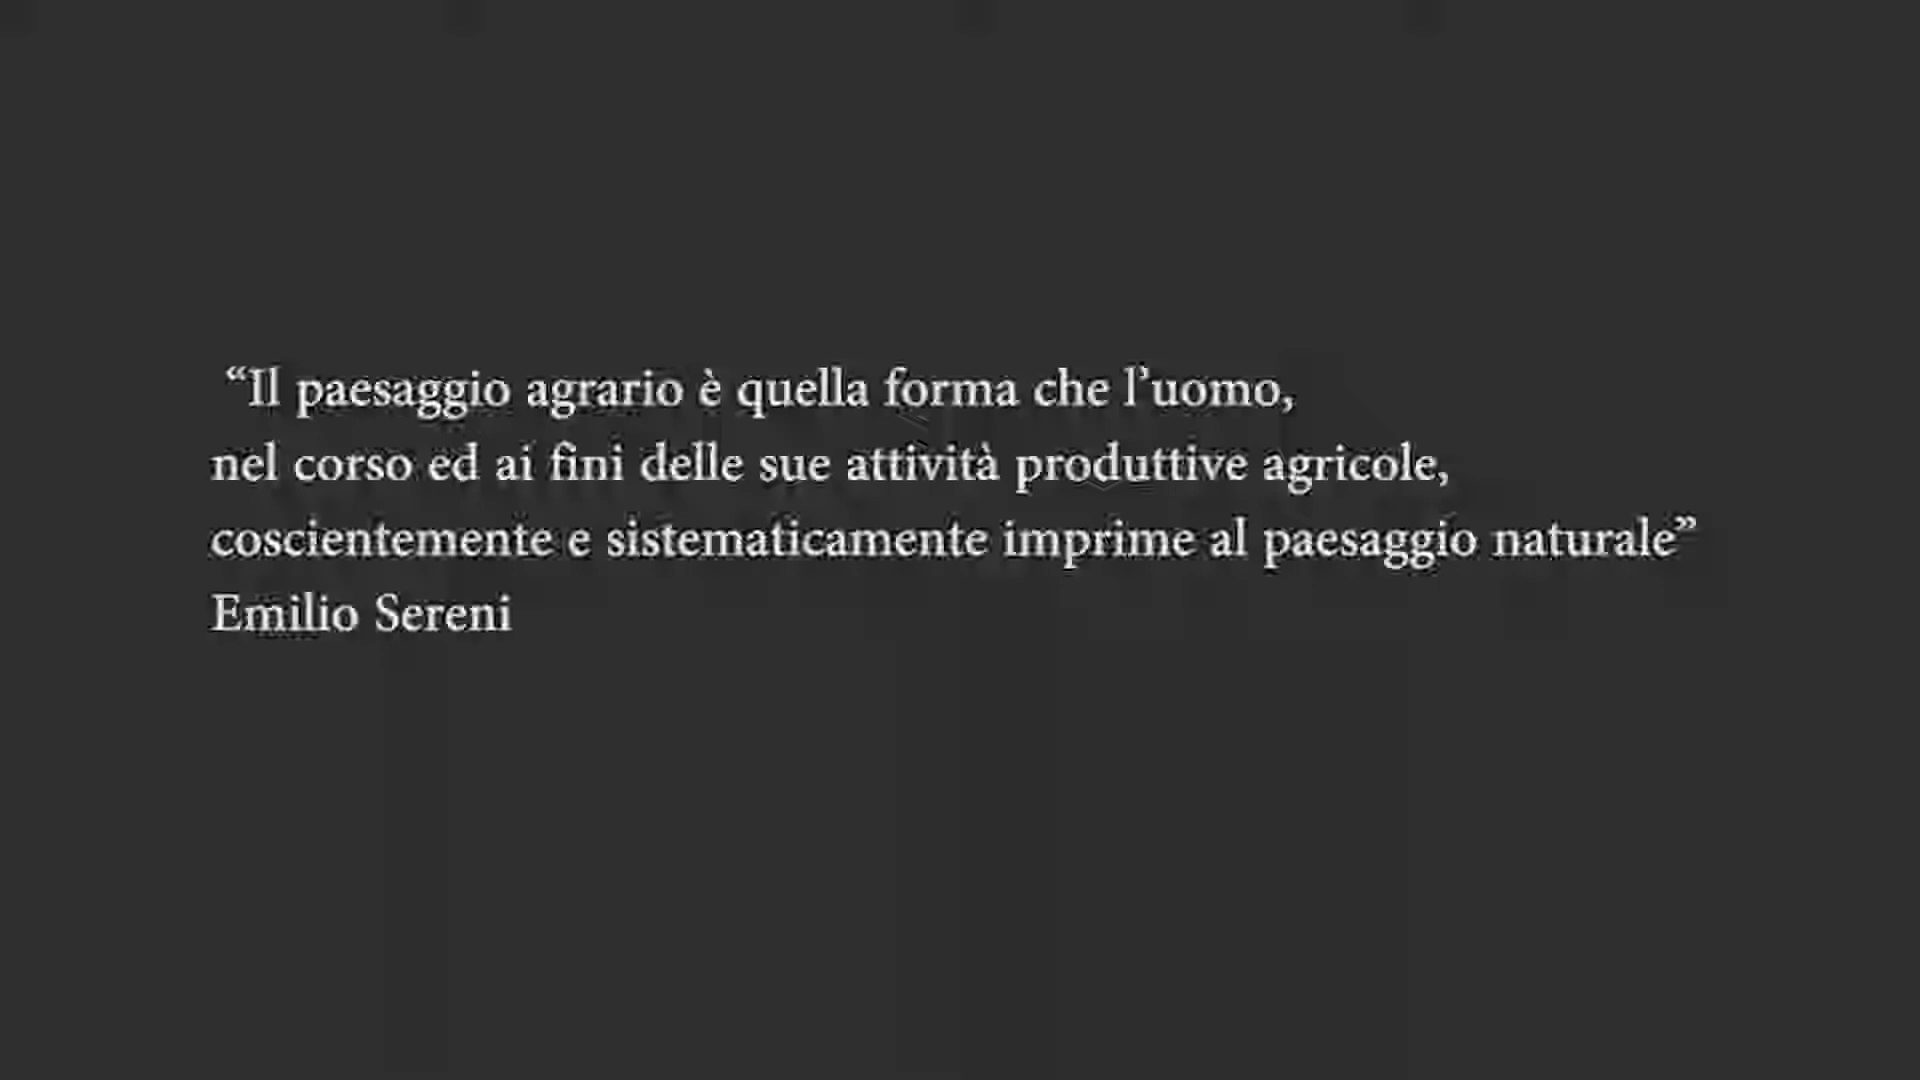 “Il paesaggio agrario è quella forma che l’uomo,
nel corso ed ai fini delle sue attività produttive agricole,
coscientemente e sistematicamente imprime al paesaggio naturale”
Emilio Sereni